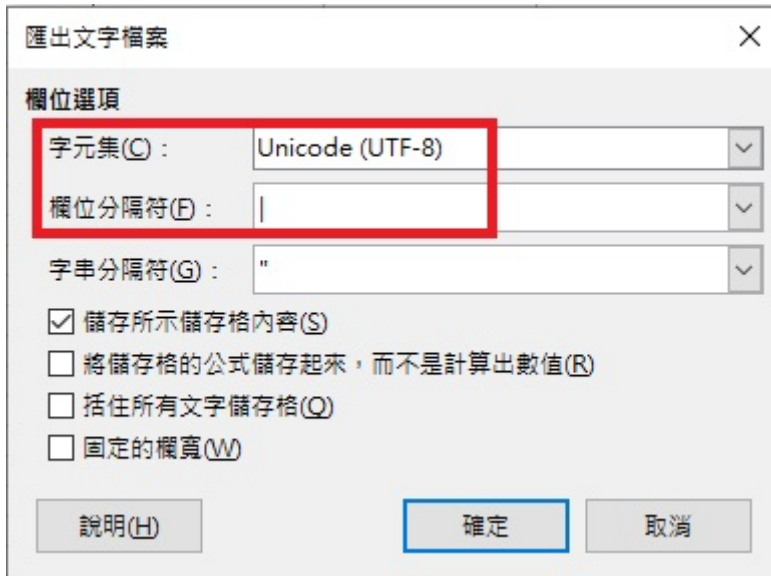 匯出文字檔案
欄位選項
字元集(C)： Unicode (UTF-8)
欄位分隔符(F)： |
字串分隔符(G)： "
儲存所示儲存格內容(S)
將儲存格的公式儲存起來，而不是計算出數值(R)
括住所有文字儲存格(Q)
固定的欄寬(W)
說明(H) 確定 取消